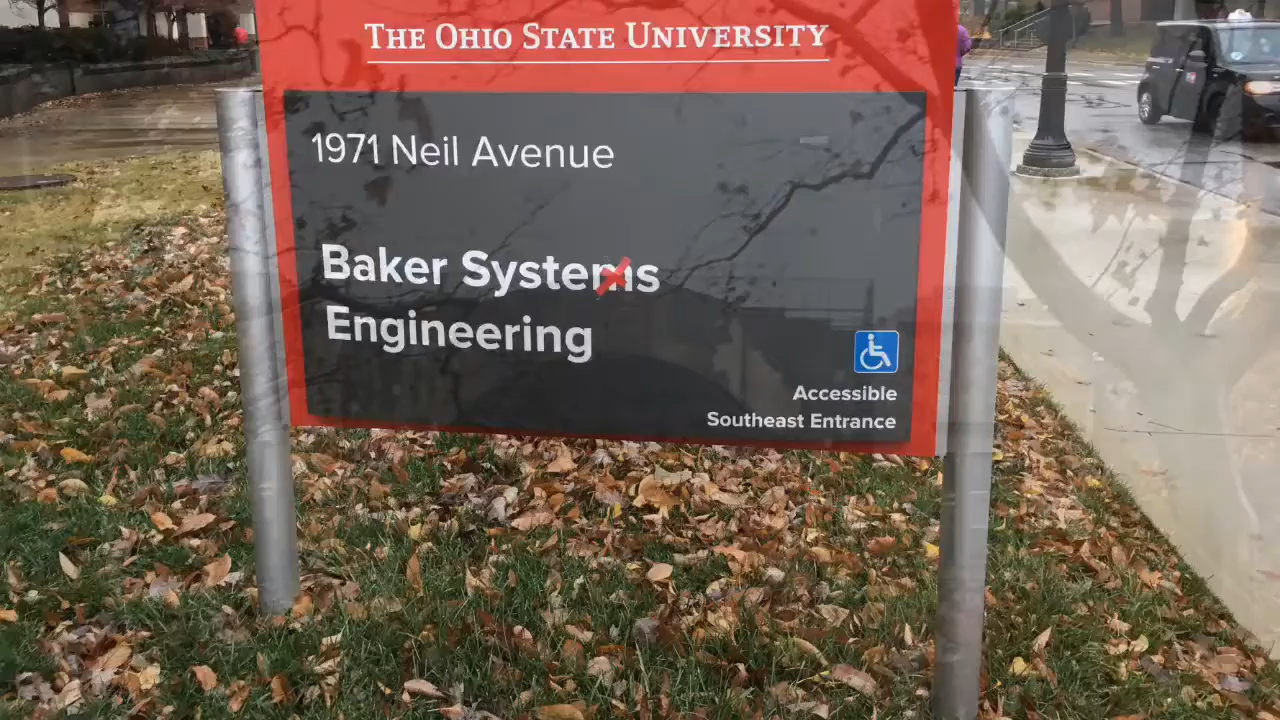 The Ohio State University
1971 Neil Avenue
Baker Systems
Engineering
Accessible
Southeast Entrance